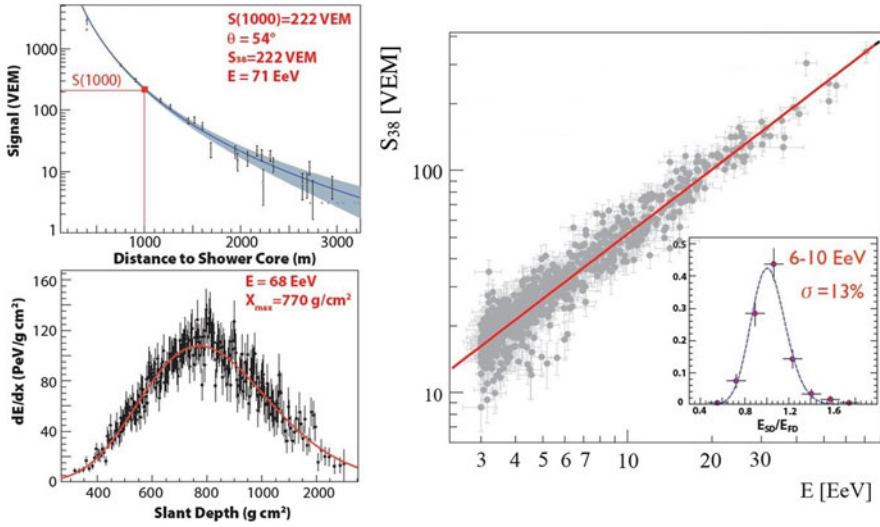 S(1000)=222 VEM
θ = 54°
S₃₈=222 VEM
E = 71 EeV
S(1000)
Signal (VEM)
1000
100
10
1
1000
2000
3000
Distance to Shower Core (m)
E = 68 EeV
Xmax=770 g/cm²
dE/dx (PeV/g cm²)
160
120
80
40
0
400
800
1200
1600
2000
Slant Depth (g cm²)
S₃₈ [VEM]
100
10
3
4
5
6
7
10
20
30
E [EeV]
6-10 EeV
σ =13%
0.5
0.4
0.3
0.2
0.1
0
0.4
0.8
1.2
1.6
E_SD/E_FD